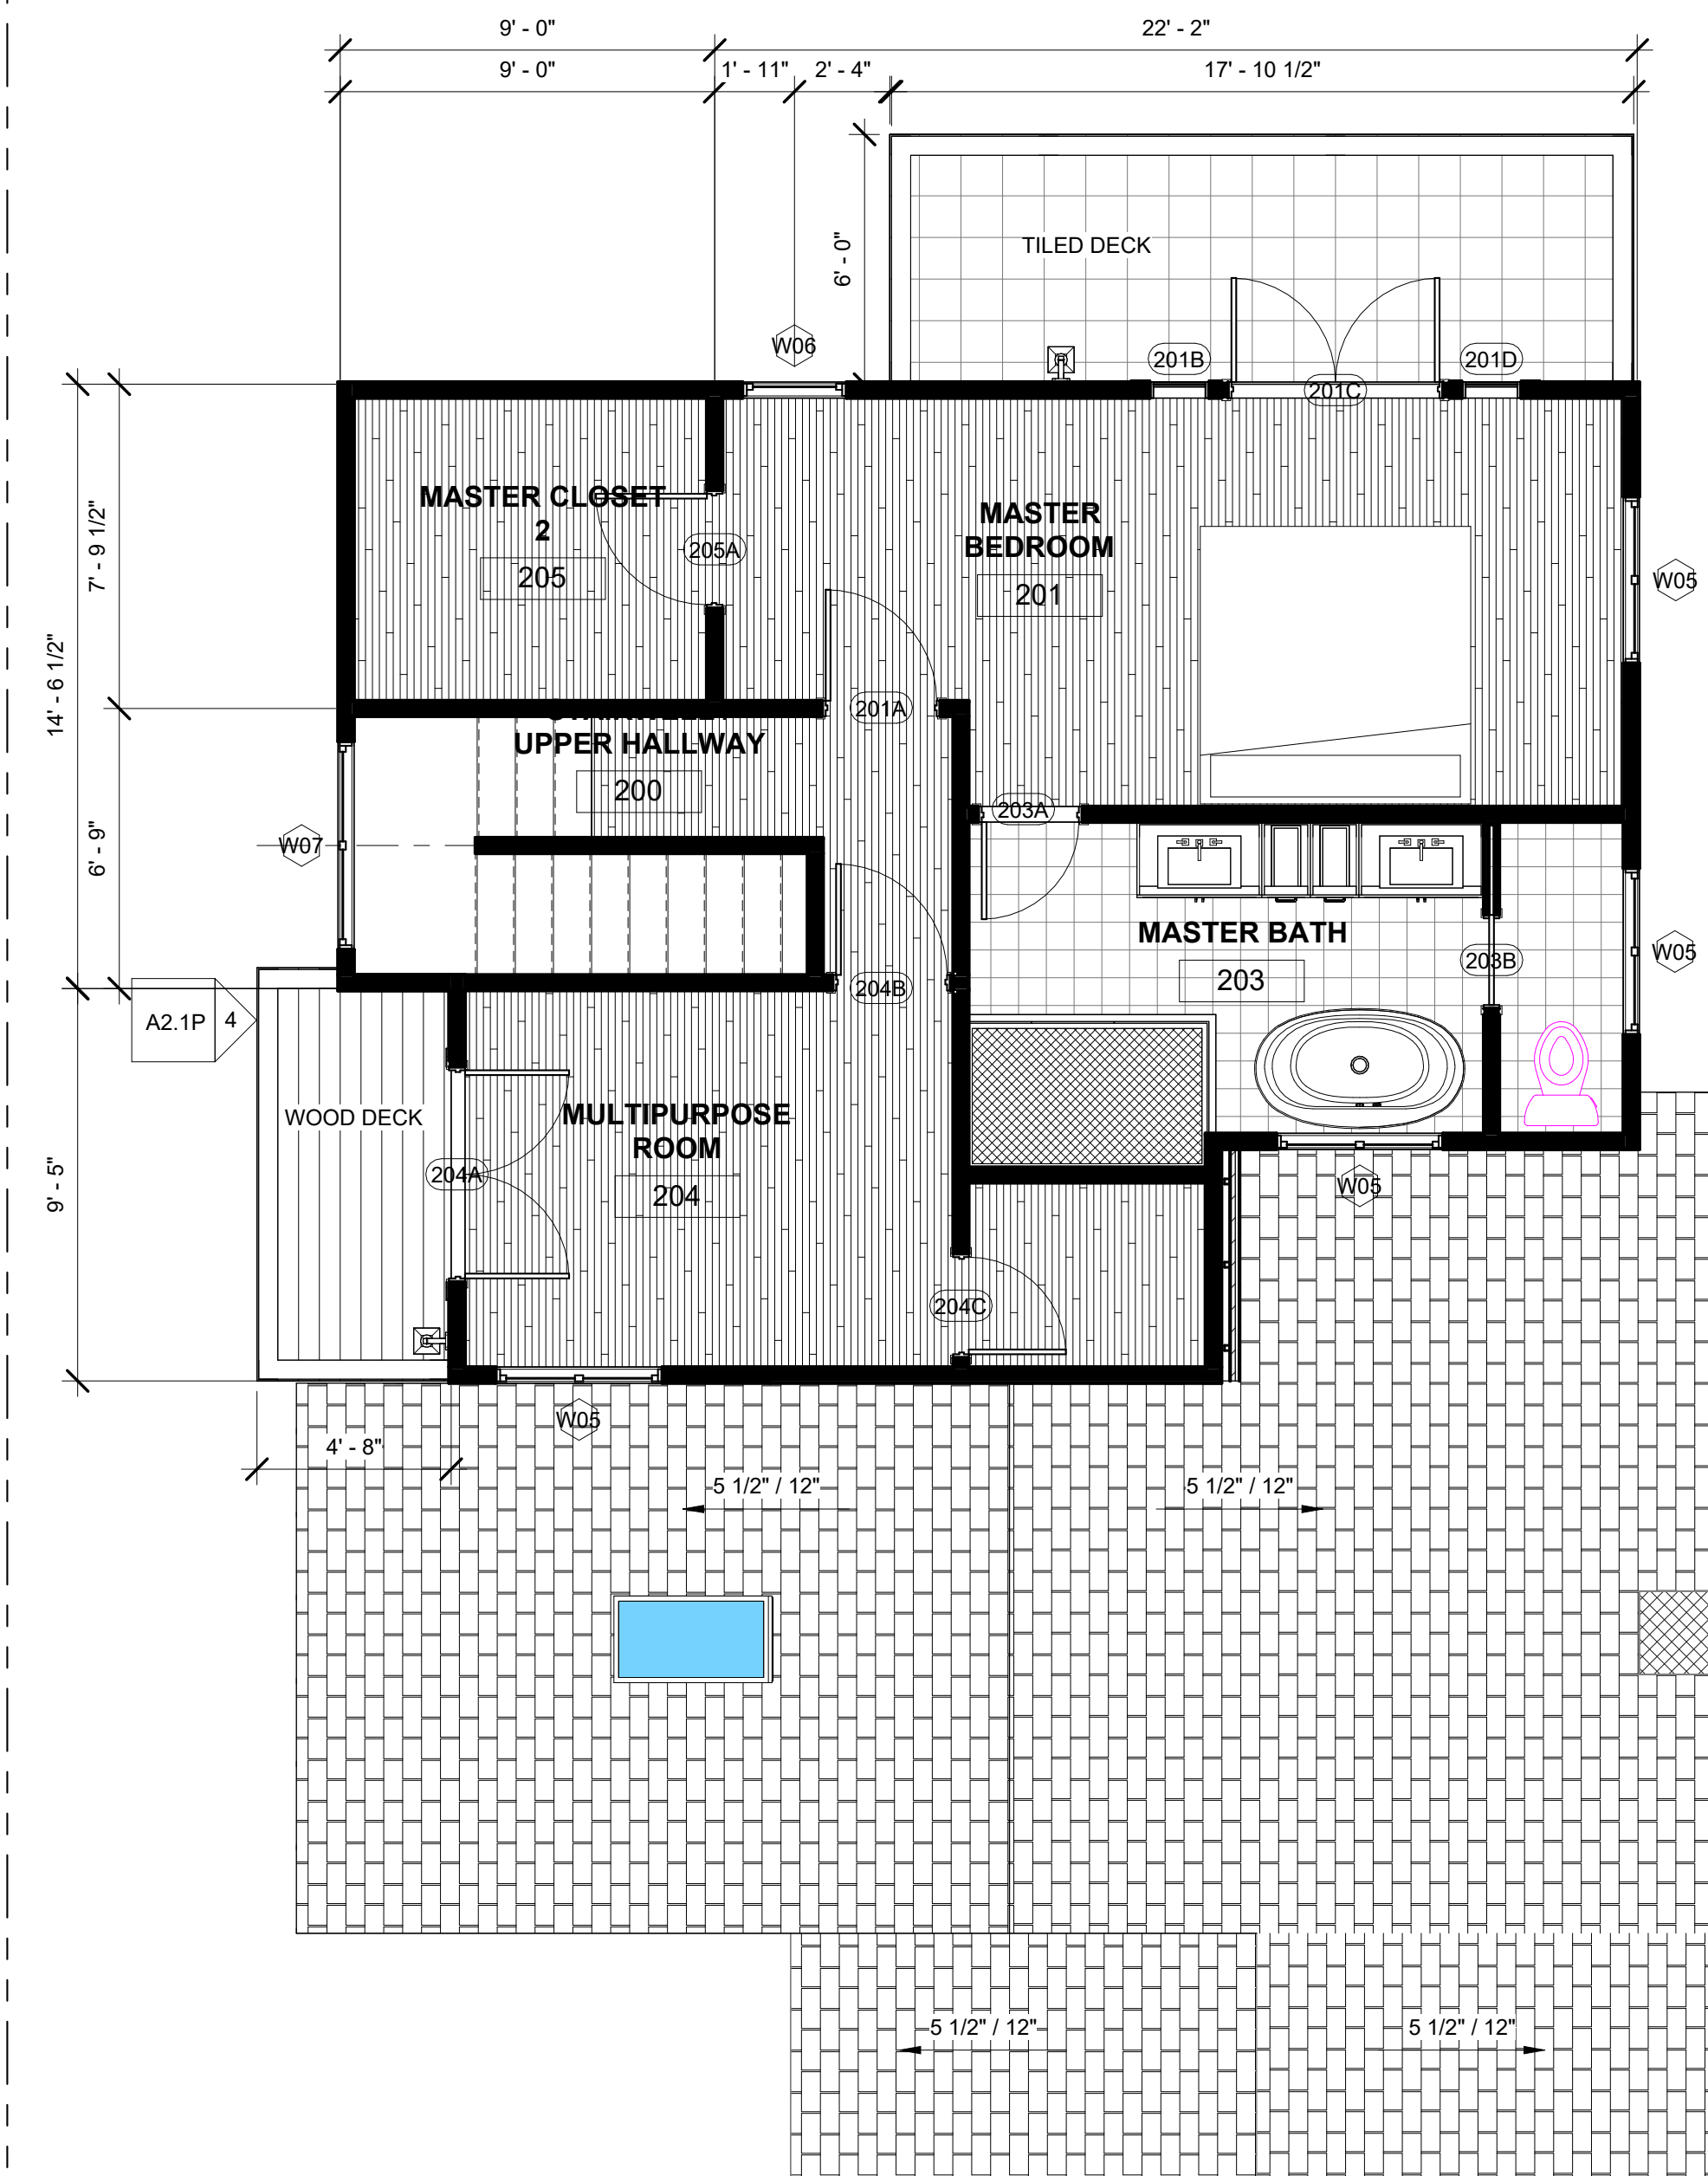 9' - 0"
22' - 2"
9' - 0"
1' - 11"
2' - 4"
17' - 10 1/2"
6' - 0"
TILED DECK
W06
201B
201C
201D
MASTER CLOSET
2
205
205A
MASTER
BEDROOM
201
W05
7' - 9 1/2"
14' - 6 1/2"
201A
UPPER HALLWAY
200
203A
W07
6' - 9"
MASTER BATH
203
203B
W05
204B
A2.1P
4
WOOD DECK
MULTIPURPOSE
ROOM
204
204A
9' - 5"
W05
204C
W05
4' - 8"
5 1/2" / 12"
5 1/2" / 12"
5 1/2" / 12"
5 1/2" / 12"